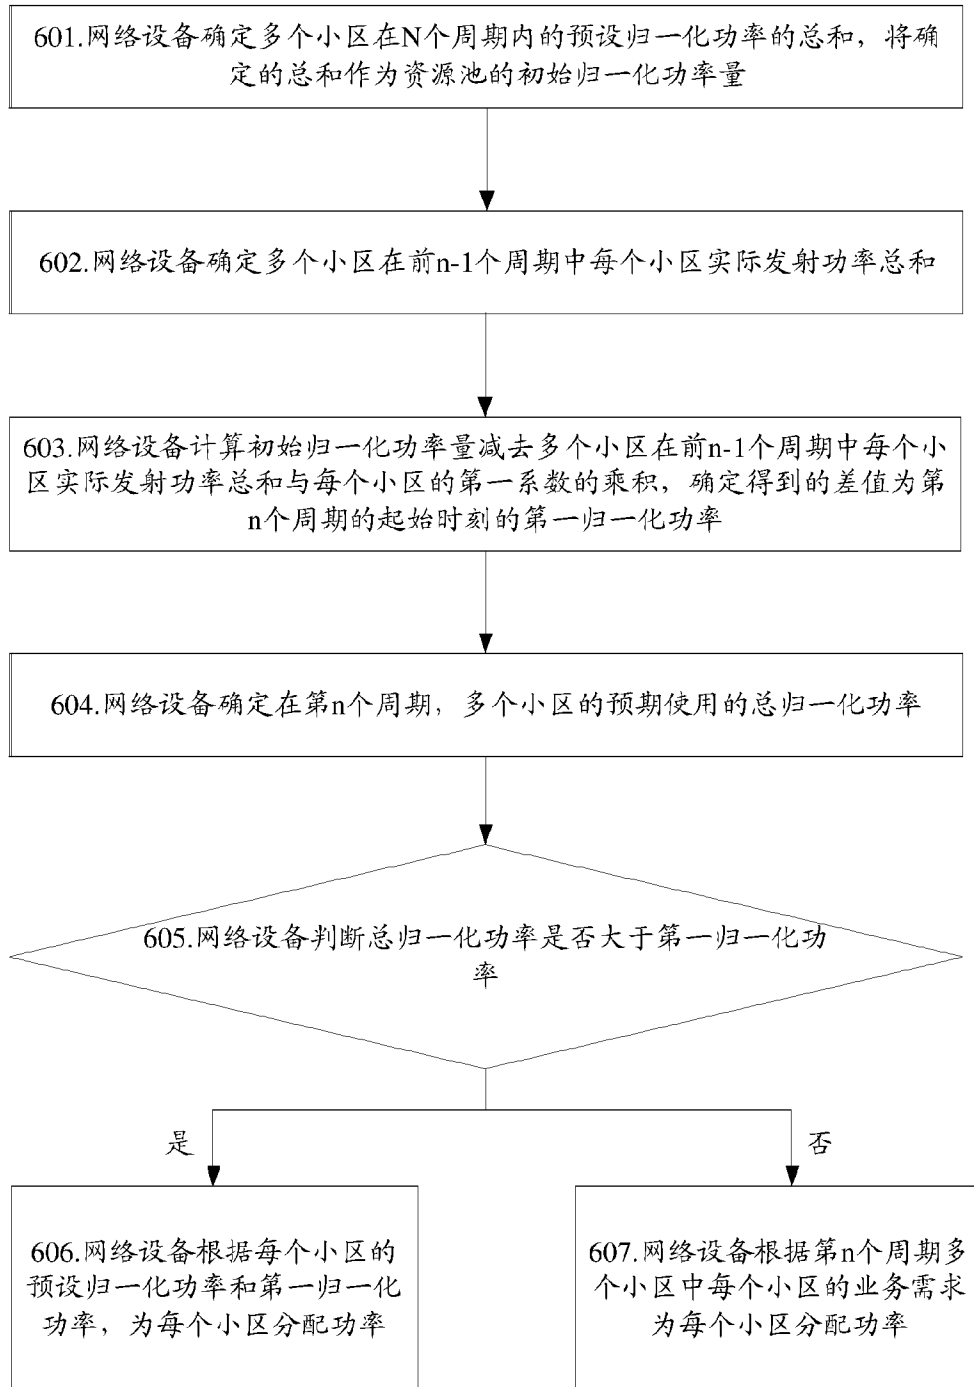 601.网络设备确定多个小区在N个周期内的预设归一化功率的总和，将确
定的总和作为资源池的初始归一化功率量
602.网络设备确定多个小区在前n-1个周期中每个小区实际发射功率总和
603.网络设备计算初始归一化功率量减去多个小区在前n-1个周期中每个小
区实际发射功率总和与每个小区的第一系数的乘积，确定得到的差值为第
n个周期的起始时刻的第一归一化功率
604.网络设备确定在第n个周期，多个小区的预期使用的总归一化功率
605.网络设备判断总归一化功率是否大于第一归一化功
率
是
否
606.网络设备根据每个小区的
预设归一化功率和第一归一化
功率，为每个小区分配功率
607.网络设备根据第n个周期多
个小区中每个小区的业务需求
为每个小区分配功率